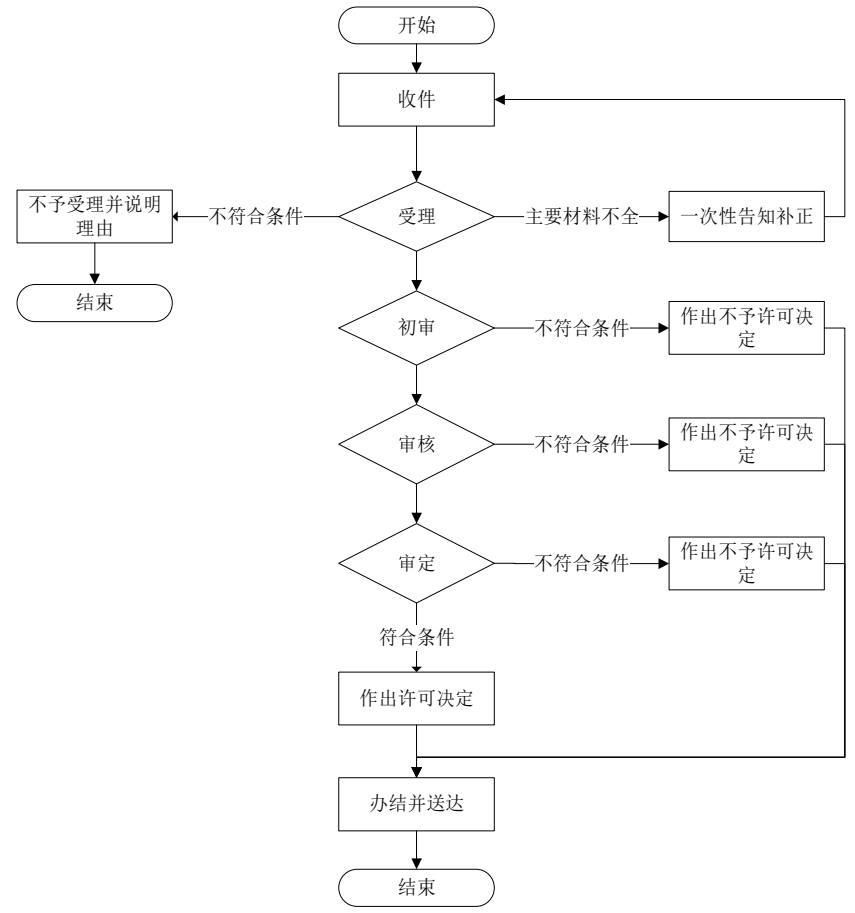 开始
收件
不予受理并说明
理由
不符合条件
受理
主要材料不全
一次性告知补正
结束
初审
不符合条件
作出不予许可决
定
审核
不符合条件
作出不予许可决
定
审定
不符合条件
作出不予许可决
定
符合条件
作出许可决定
办结并送达
结束